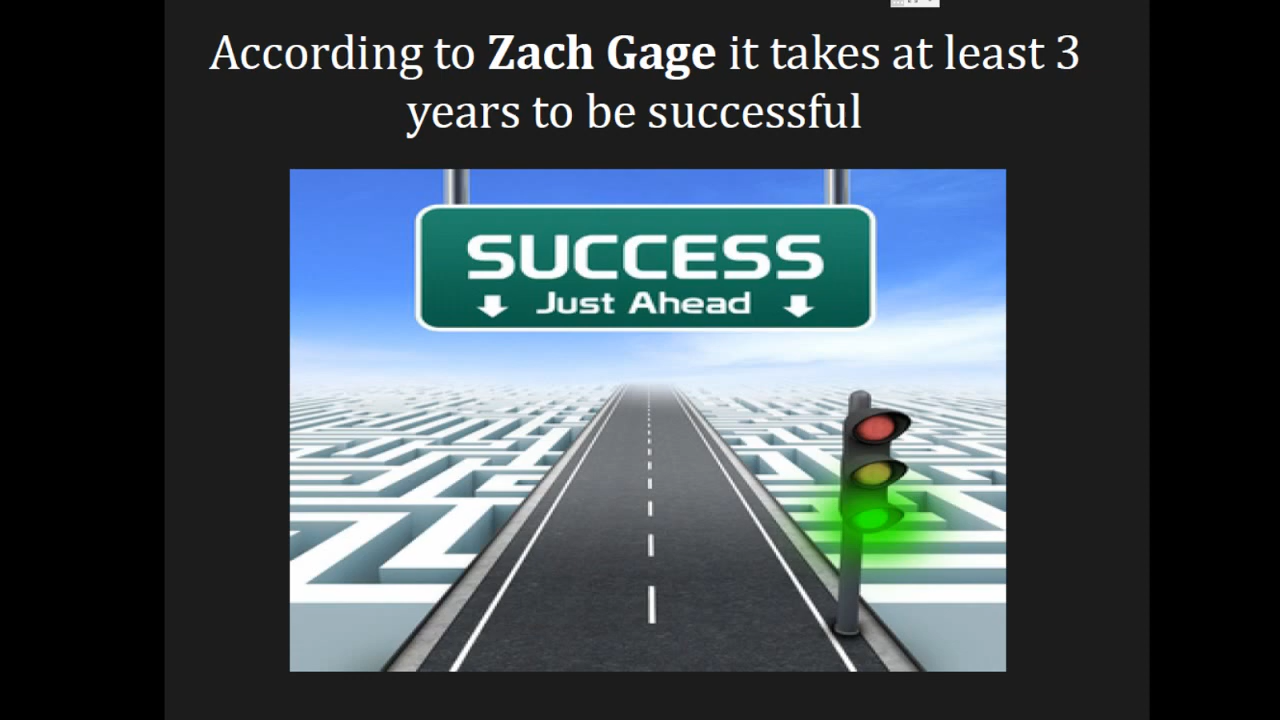 According to Zach Gage it takes at least 3
years to be successful
SUCCESS
Just Ahead